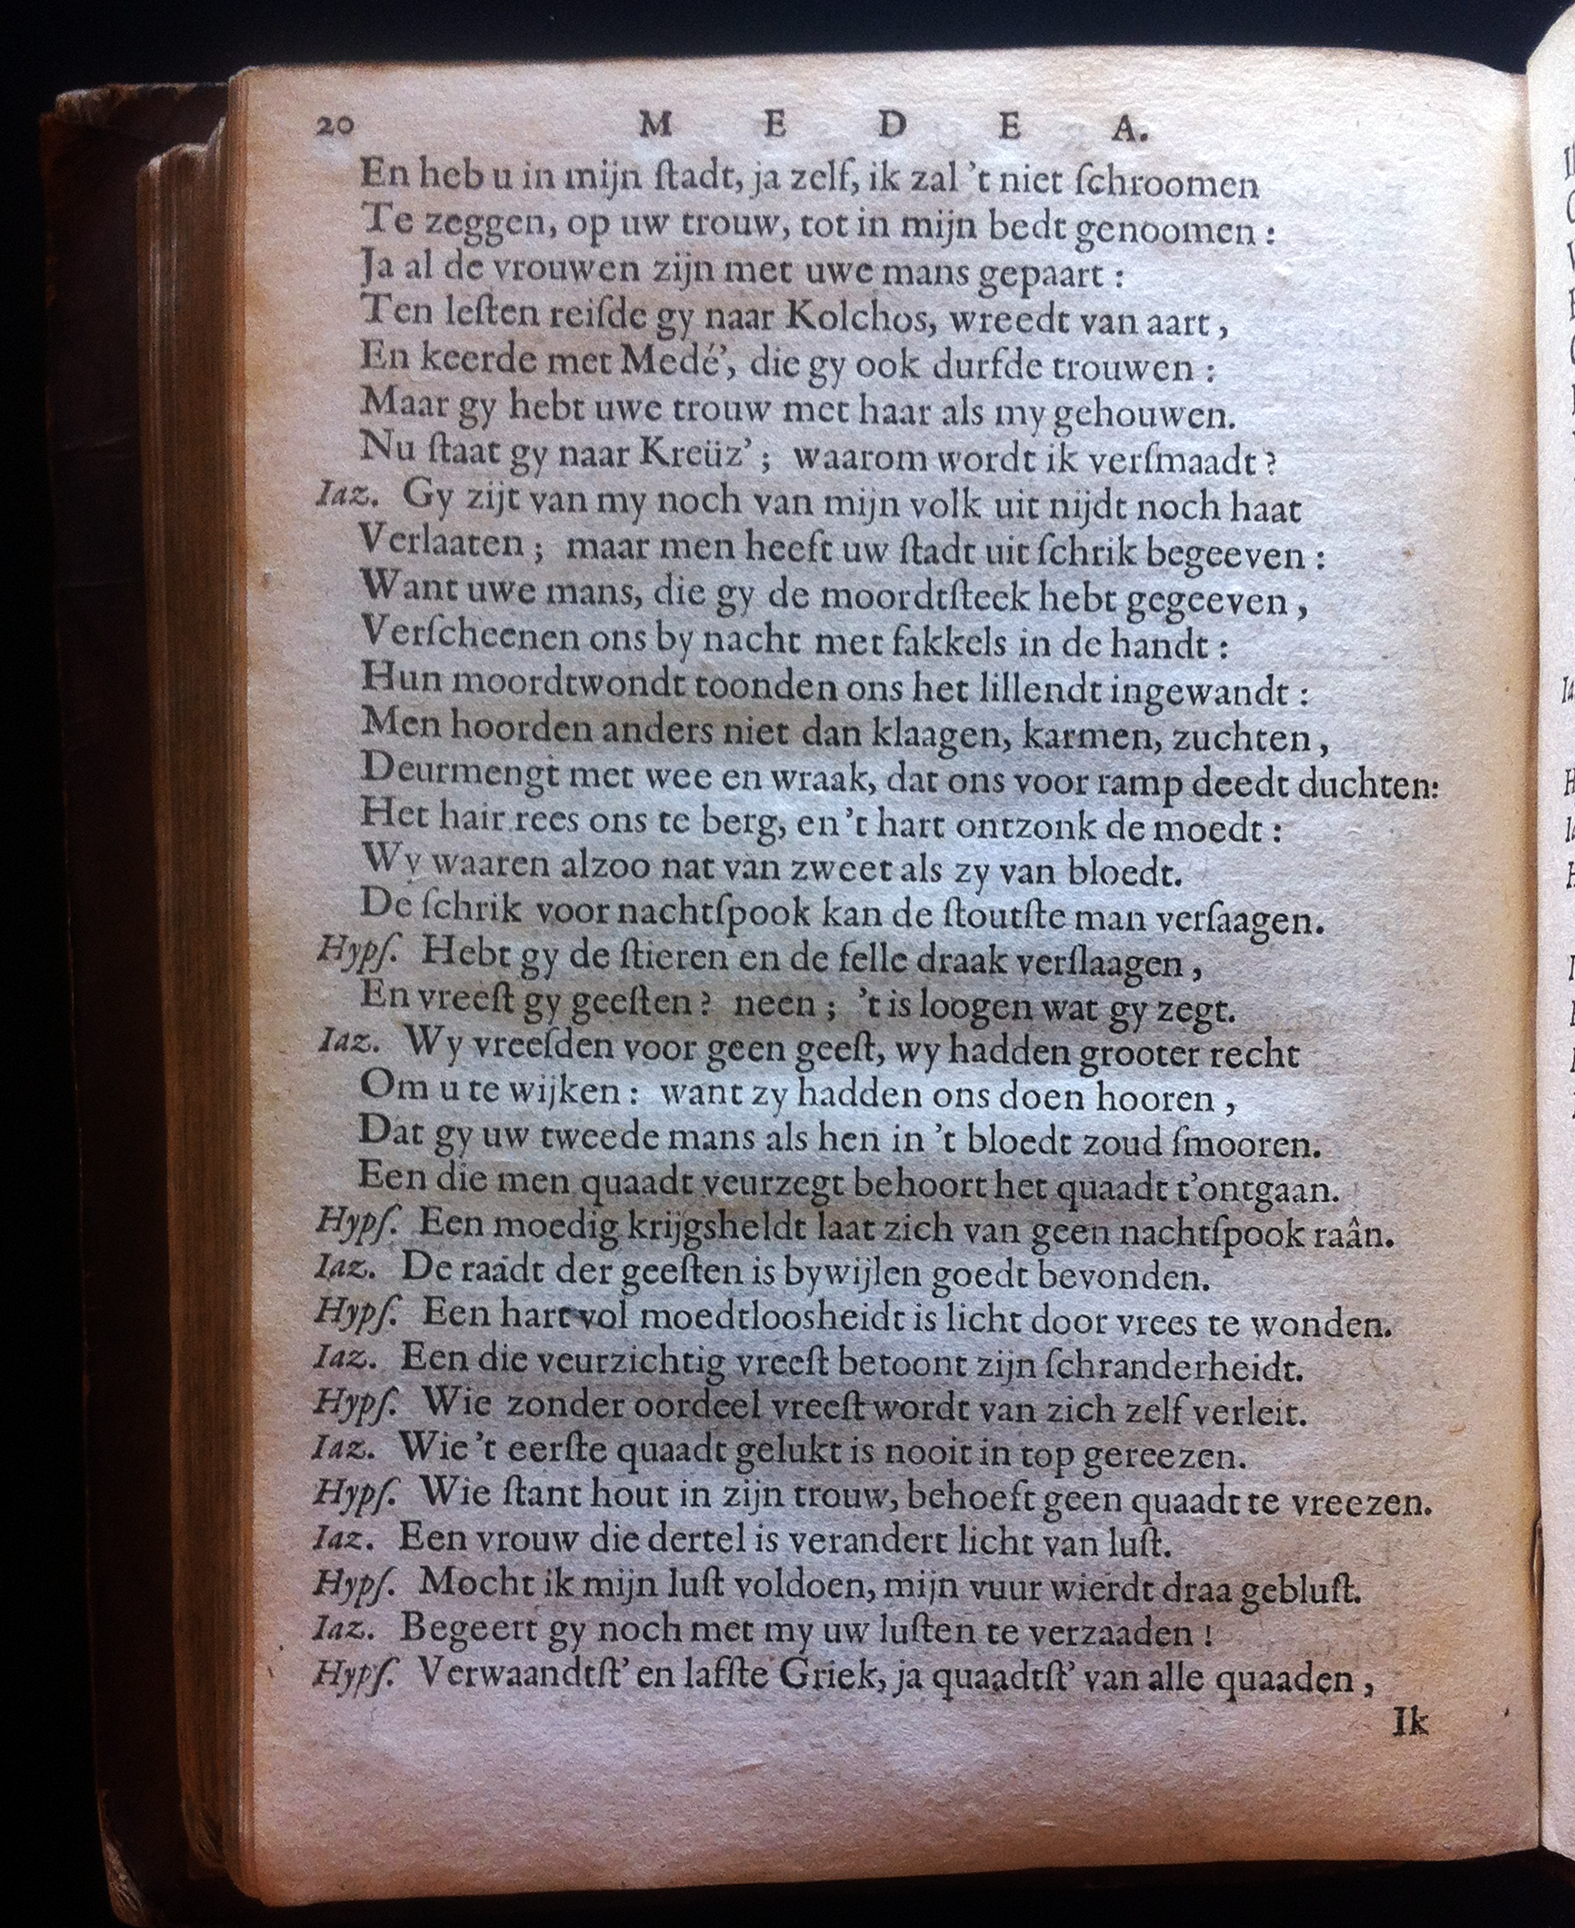 20 M E D E A.
En heb u in mijn ſtadt, ja zelf, ik zal 't niet ſchroomen
Te zeggen, op uw trouw, tot in mijn bedt genoomen :
Ja al de vrouwen zijn met uwe mans gepaart :
Ten leſten reiſde gy naar Kolchos, wreedt van aart,
En keerde met Medé', die gy ook durfde trouwen :
Maar gy hebt uwe trouw met haar als my gehouwen.
Nu ſtaat gy naar Kreüz' ; waarom wordt ik verſmaadt ?
Iaz. Gy zijt van my noch van mijn volk uit nijdt noch haat
Verlaaten ; maar men heeft uw ſtadt uit ſchrik begeeven :
Want uwe mans, die gy de moordtſteek hebt gegeeven,
Verſcheenen ons by nacht met fakkels in de handt :
Hun moordtwondt toonden ons het lillendt ingewandt :
Men hoorden anders niet dan klaagen, karmen, zuchten,
Deurmengt met wee en wraak, dat ons voor ramp deedt duchten:
Het hair rees ons te berg, en 't hart ontzonk de moedt :
Wy waaren alzoo nat van zweet als zy van bloedt.
De ſchrik voor nachtſpook kan de ſtoutſte man verſaagen.
Hypſ. Hebt gy de ſtieren en de felle draak verſlaagen,
En vreeſt gy geeſten ? neen ; 't is loogen wat gy zegt.
Iaz. Wy vreeſden voor geen geeſt, wy hadden grooter recht
Om u te wijken : want zy hadden ons doen hooren,
Dat gy uw tweede mans als hen in 't bloedt zoud ſmooren.
Een die men quaadt veurzegt behoort het quaadt t'ontgaan.
Hypſ. Een moedig krijgsheldt laat zich van geen nachtſpook raân.
Iaz. De raadt der geeſten is bywijlen goedt bevonden.
Hypſ. Een hart vol moedtloosheidt is licht door vrees te wonden.
Iaz. Een die veurzichtig vreeſt betoont zijn ſchranderheidt.
Hypſ. Wie zonder oordeel vreeſt wordt van zich zelf verleit.
Iaz. Wie 't eerſte quaadt gelukt is nooit in top gereezen.
Hypſ. Wie ſtant hout in zijn trouw, behoeft geen quaadt te vreezen.
Iaz. Een vrouw die dertel is verandert licht van luſt.
Hypſ. Mocht ik mijn luſt voldoen, mijn vuur wierdt draa gebluſt.
Iaz. Begeert gy noch met my uw luſten te verzaaden !
Hypſ. Verwaandtſt' en laffſte Griek, ja quaadtſt' van alle quaaden,
Ik